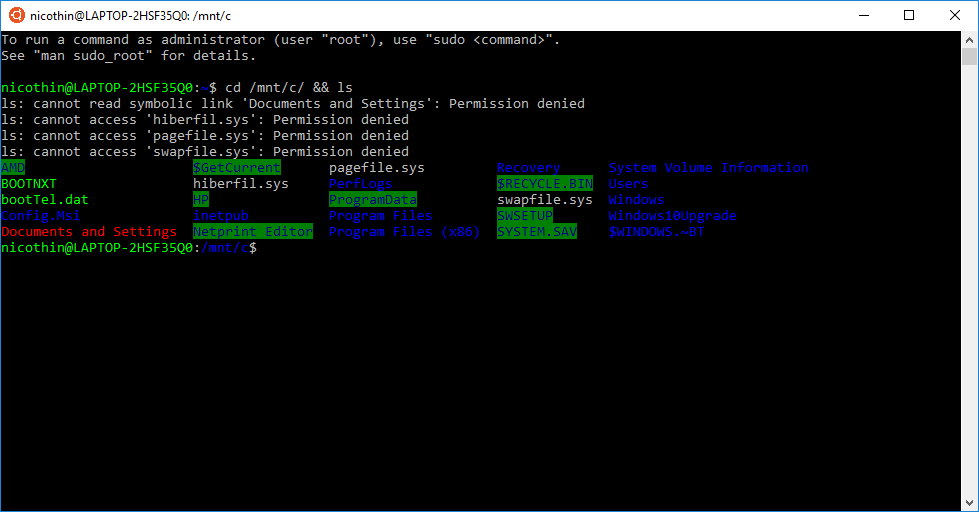 nicothin@LAPTOP-2HSF35Q0: /mnt/c
To run a command as administrator (user "root"), use "sudo <command>".
See "man sudo_root" for details.
nicothin@LAPTOP-2HSF35Q0:~$ cd /mnt/c/ && ls
ls: cannot read symbolic link 'Documents and Settings': Permission denied
ls: cannot access 'hiberfil.sys': Permission denied
ls: cannot access 'pagefile.sys': Permission denied
ls: cannot access 'swapfile.sys': Permission denied
AMD $GetCurrent pagefile.sys Recovery System Volume Information
BOOTNXT hiberfil.sys PerfLogs $RECYCLE.BIN Users
bootTel.dat HP ProgramData swapfile.sys Windows
Config.Msi inetpub Program Files SWSETUP Windows10Upgrade
Documents and Settings Netprint Editor Program Files (x86) SYSTEM.SAV $WINDOWS.~BT
nicothin@LAPTOP-2HSF35Q0:/mnt/c$